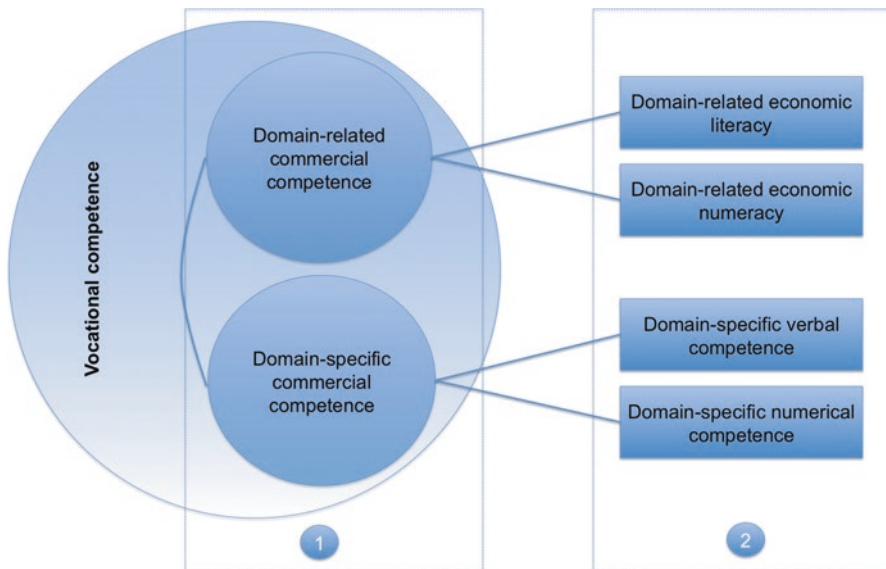 Vocational competence
Domain-related
commercial
competence
Domain-specific
commercial
competence
1
Domain-related economic
literacy
Domain-related economic
numeracy
Domain-specific verbal
competence
Domain-specific numerical
competence
2